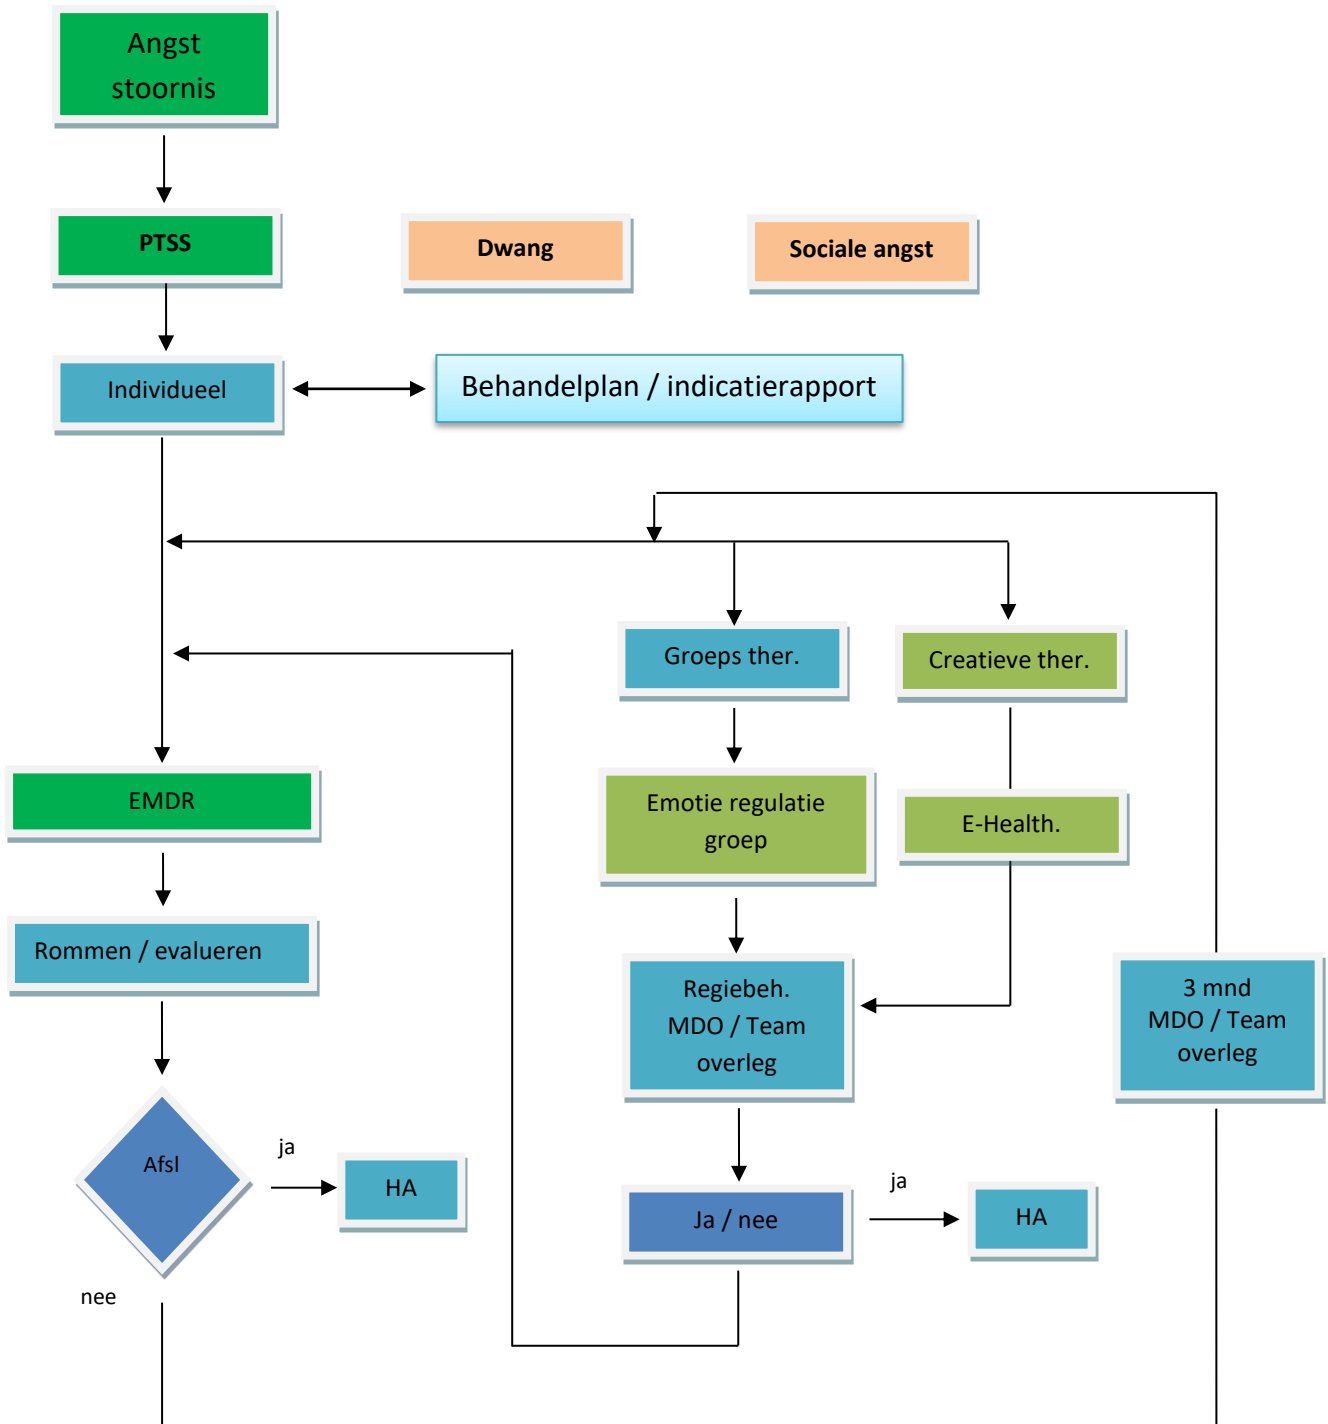 Angst
stoornis
PTSS
Dwang
Sociale angst
Individueel
Behandelplan / indicatierapport
Groeps ther.
Creatieve ther.
EMDR
Emotie regulatie
groep
E-Health.
Rommen / evalueren
Regiebeh.
MDO / Team
overleg
3 mnd
MDO / Team
overleg
Afsl
ja
HA
Ja / nee
ja
HA
nee